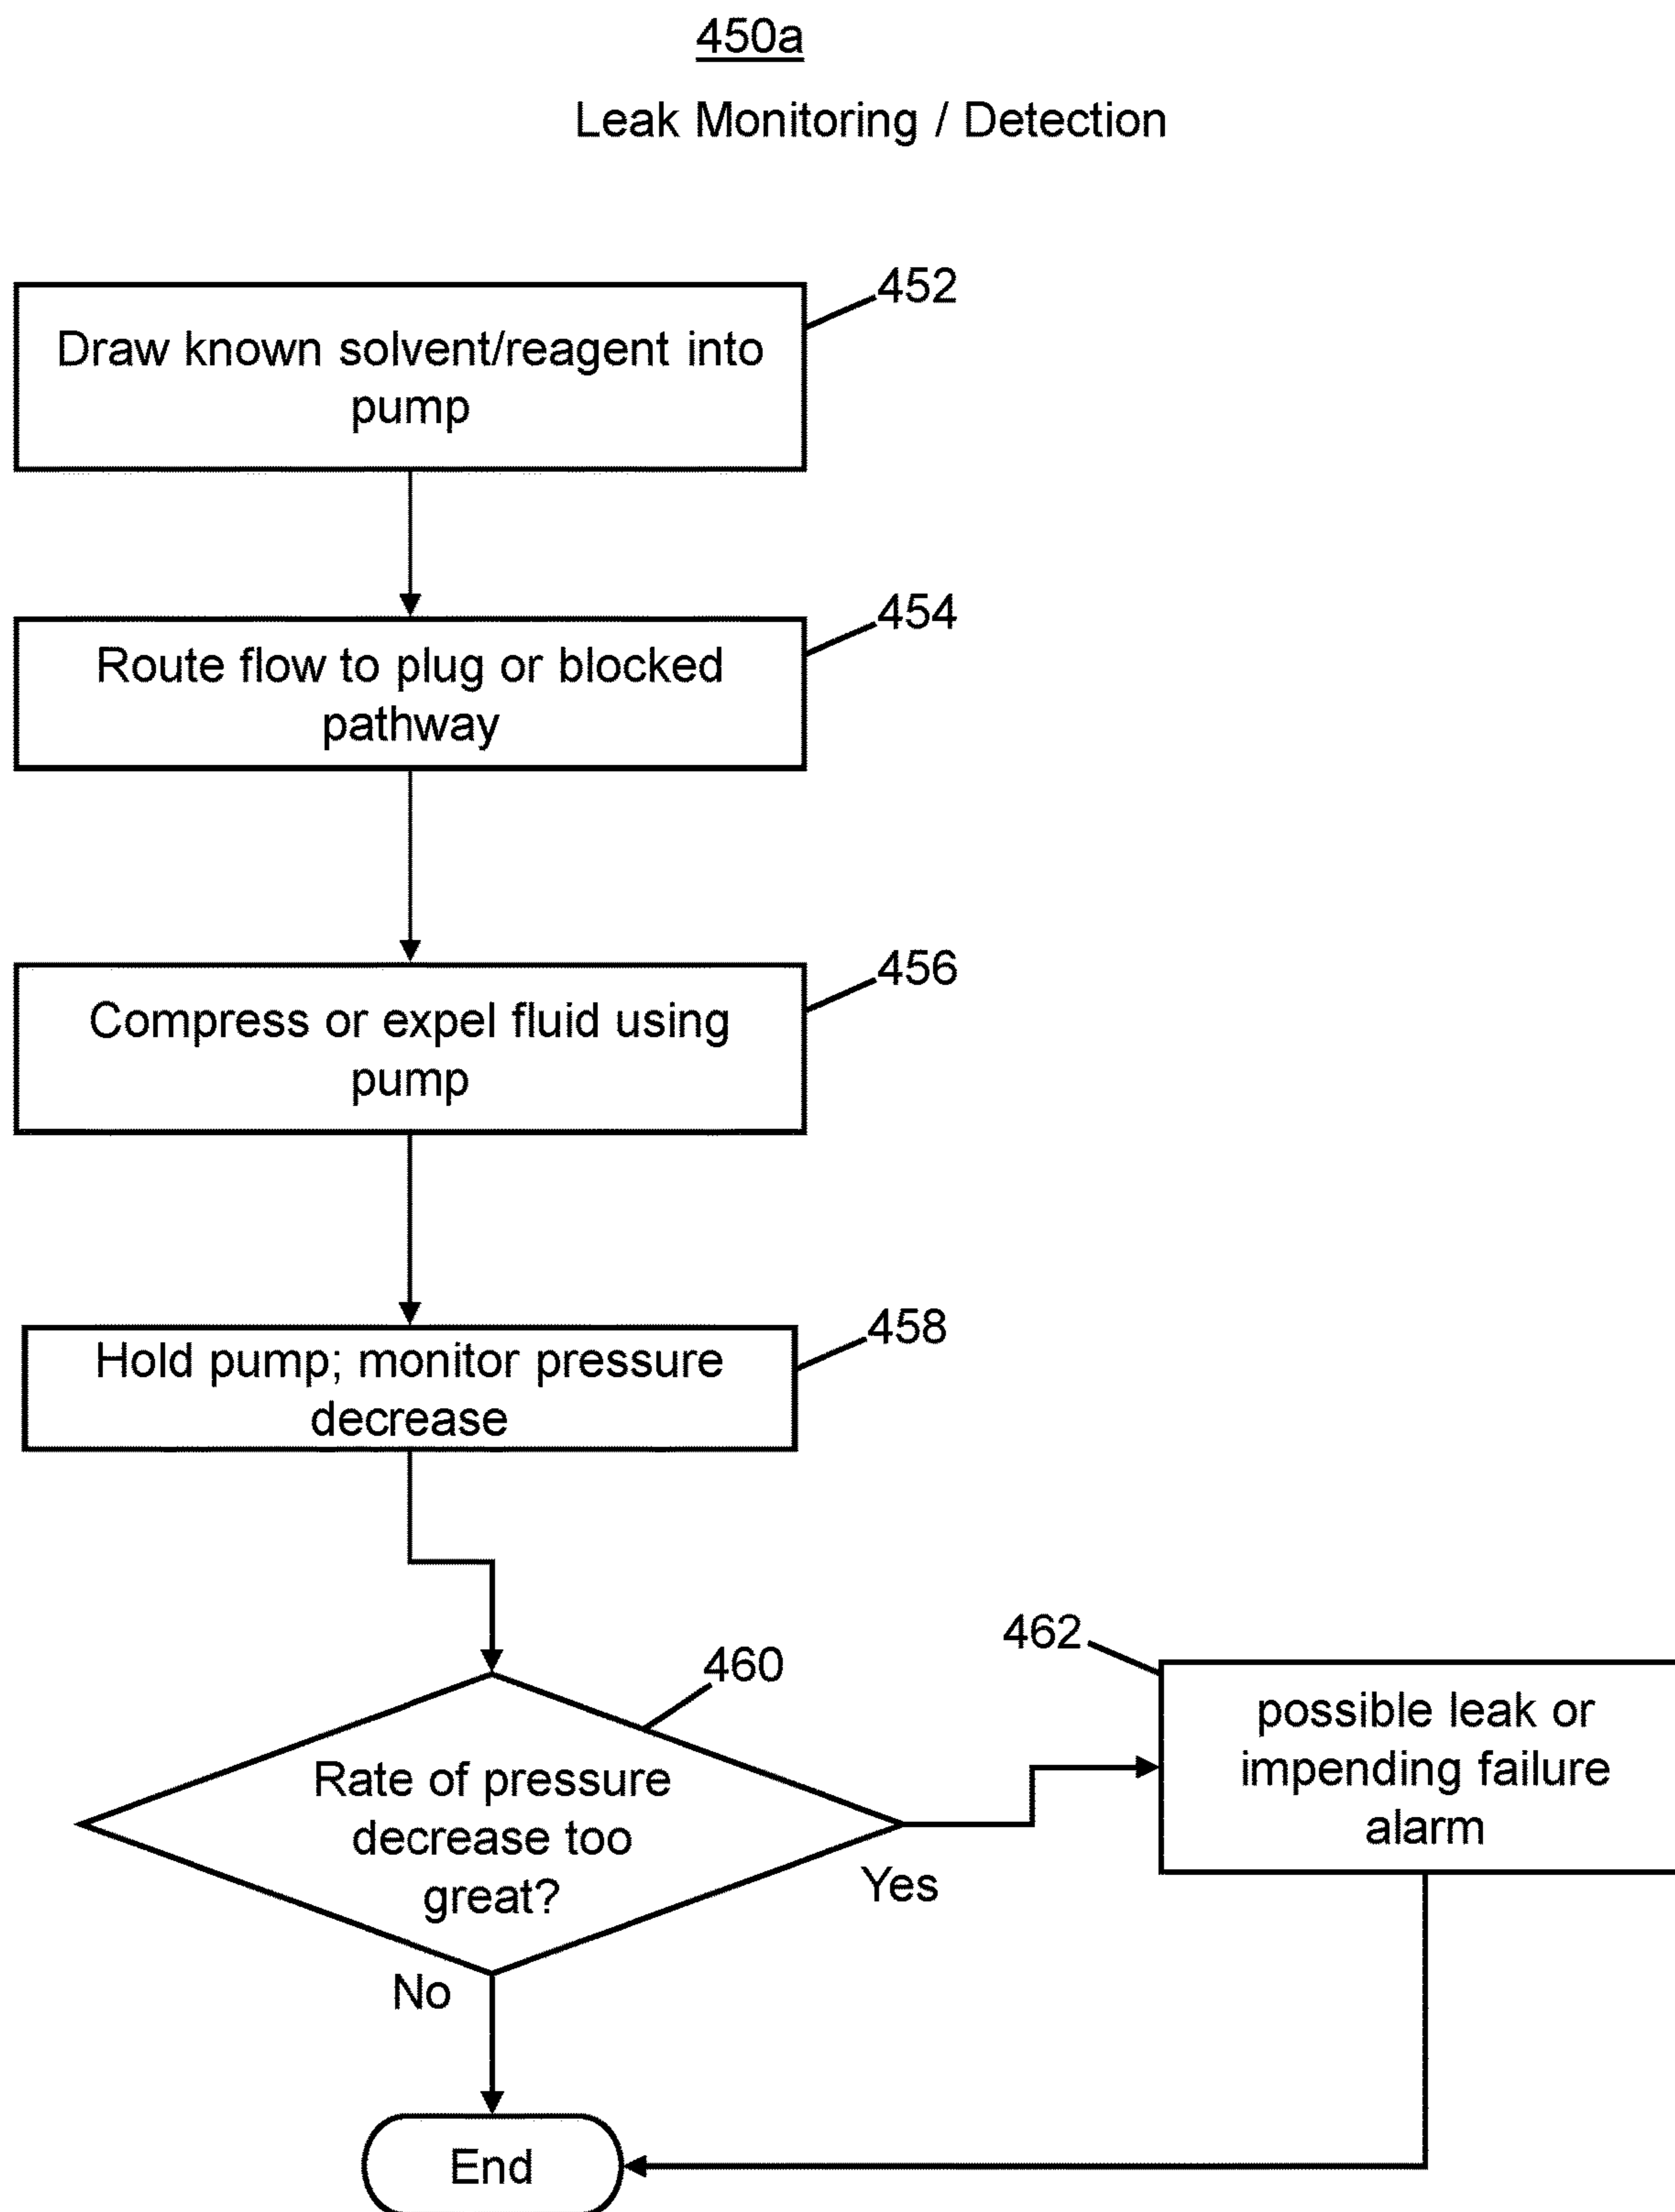 450a
Leak Monitoring / Detection
452
Draw known solvent/reagent into
pump
454
Route flow to plug or blocked
pathway
456
Compress or expel fluid using
pump
458
Hold pump; monitor pressure
decrease
460
Rate of pressure
decrease too
great?
Yes
462
possible leak or
impending failure
alarm
No
End